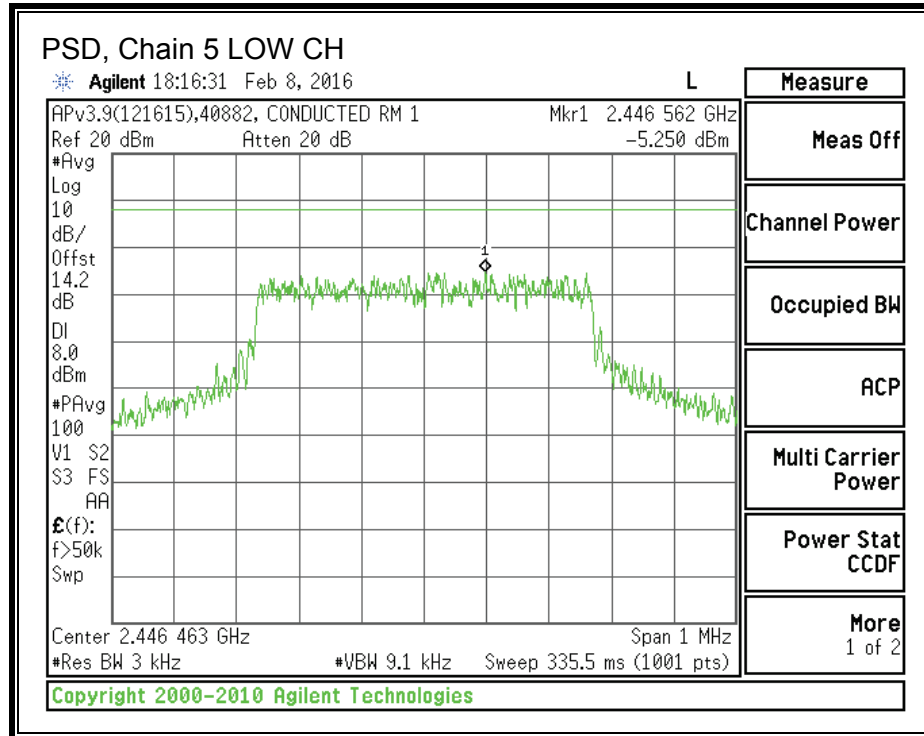 PSD, Chain 5 LOW CH
Agilent 18:16:31 Feb 8, 2016 L
APv3.9(121615),40882, CONDUCTED RM 1 Mkr1 2.446 562 GHz
Ref 20 dBm Atten 20 dB -5.250 dBm
#Avg
Log
10
dB/
Offst
14.2
dB
DI
8.0
dBm
#PAvg
100
V1 S2
S3 FS
AA
£(f):
f>50k
Swp
1
Center 2.446 463 GHz Span 1 MHz
#Res BW 3 kHz #VBW 9.1 kHz Sweep 335.5 ms (1001 pts)
Copyright 2000-2010 Agilent Technologies
Measure
Meas Off
Channel Power
Occupied BW
ACP
Multi Carrier
Power
Power Stat
CCDF
More
1 of 2